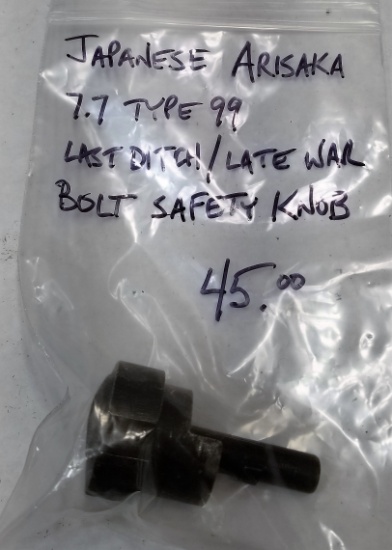 JAPANESE ARISAKA
7.7 TYPE 99
LAST DITCH/LATE WAR
BOLT SAFETY KNOB
45.00